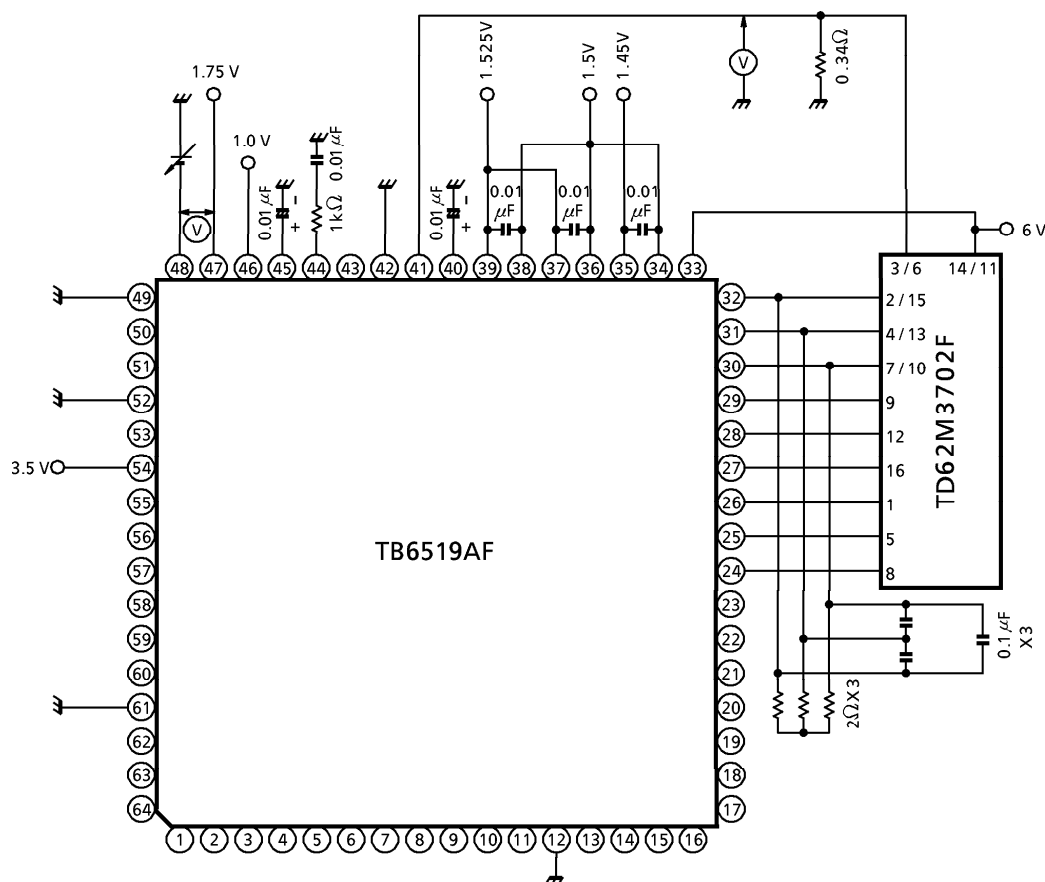 1.75 V
1.0 V
1.525V
1.5V
1.45V
V
0.34Ω
0.01 μF
- +
0.01 μF
1kΩ
0.01 μF
- +
0.01 μF
0.01 μF
0.01 μF
V
6 V
48 47 46 45 44 43 42 41 40 39 38 37 36 35 34 33
3 / 6 14 / 11
49 32 2 / 15
50 31 4 / 13
51 30 7 / 10
52 29 9
53 28 12
3.5 V 54 27 16
55 26 1
56 25 5
57 24 8
TB6519AF
TD62M3702F
58 23
59 22
60 21
61 20
62 19
63 18
64 17
0.1 μF X3
2ΩX3
1 2 3 4 5 6 7 8 9 10 11 12 13 14 15 16